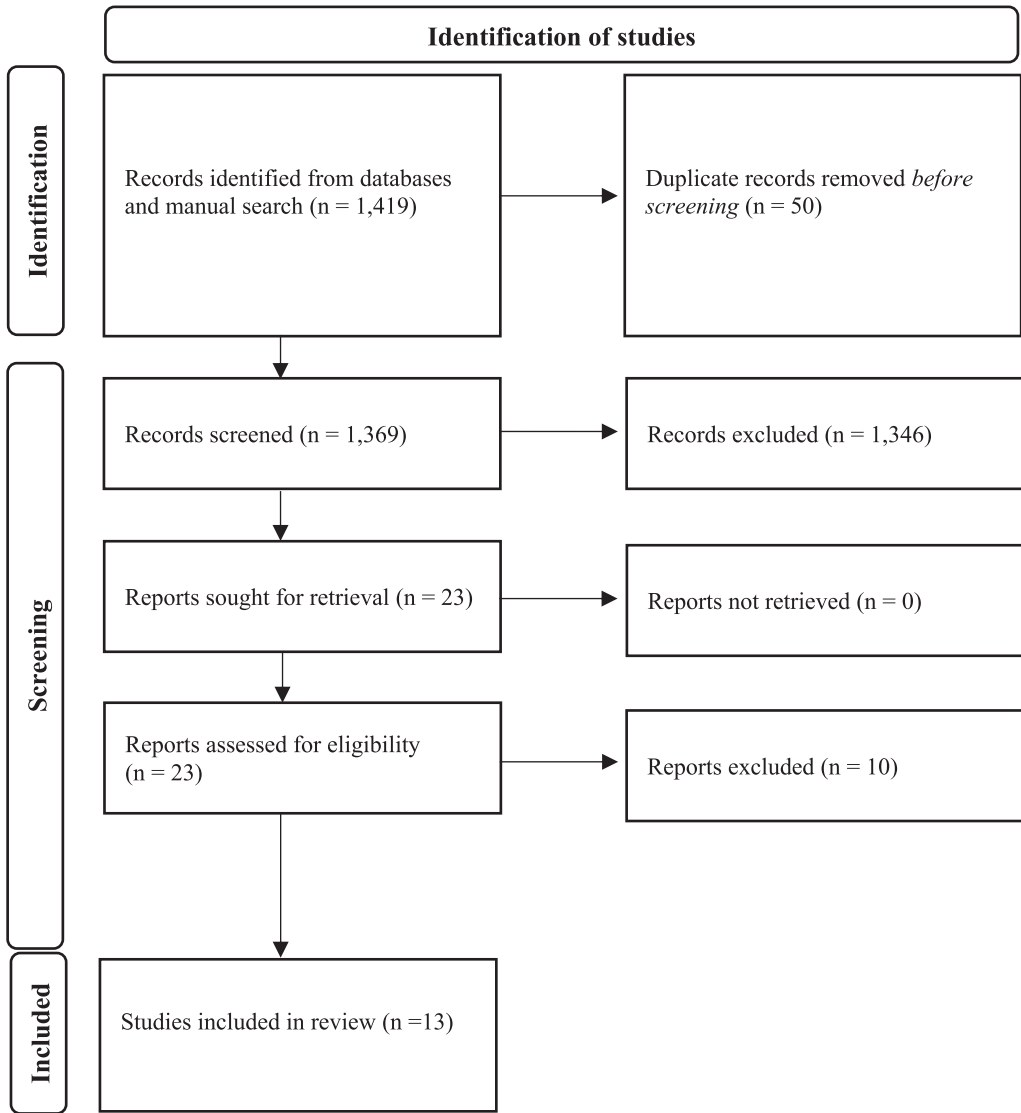 Identification of studies
Identification
Records identified from databases
and manual search (n = 1,419)
Duplicate records removed before
screening (n = 50)
Screening
Records screened (n = 1,369)
Records excluded (n = 1,346)
Reports sought for retrieval (n = 23)
Reports not retrieved (n = 0)
Reports assessed for eligibility
(n = 23)
Reports excluded (n = 10)
Included
Studies included in review (n =13)